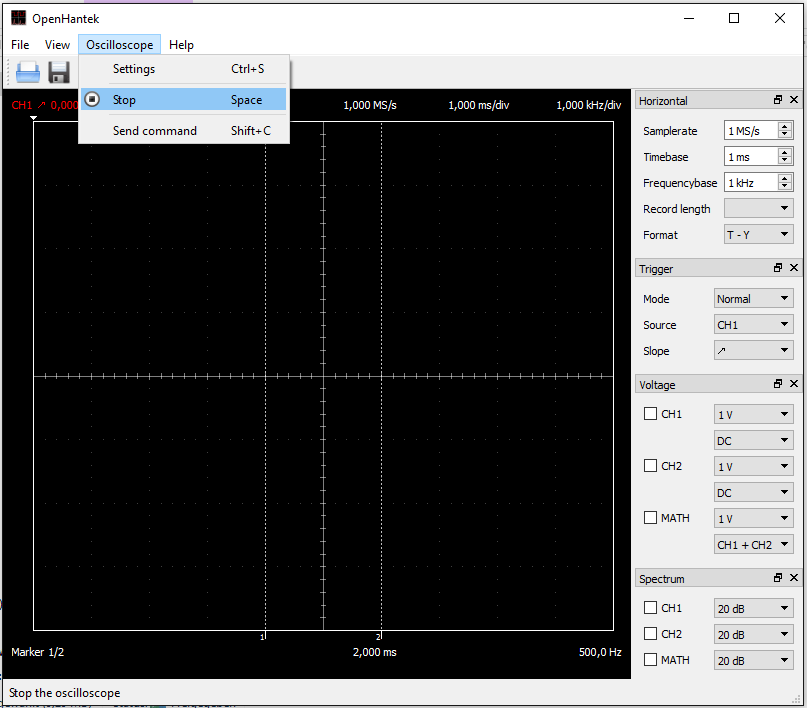 OpenHantek
File View Oscilloscope Help
Settings Ctrl+S
Stop Space
Send command Shift+C
CH1 ↗ 0,000
1,000 MS/s 1,000 ms/div 1,000 kHz/div
1 2
Marker 1/2 2,000 ms 500,0 Hz
Horizontal
Samplerate 1 MS/s
Timebase 1 ms
Frequencybase 1 kHz
Record length
Format T - Y
Trigger
Mode Normal
Source CH1
Slope ↗
Voltage
CH1 1 V
DC
CH2 1 V
DC
MATH 1 V
CH1 + CH2
Spectrum
CH1 20 dB
CH2 20 dB
MATH 20 dB
Stop the oscilloscope